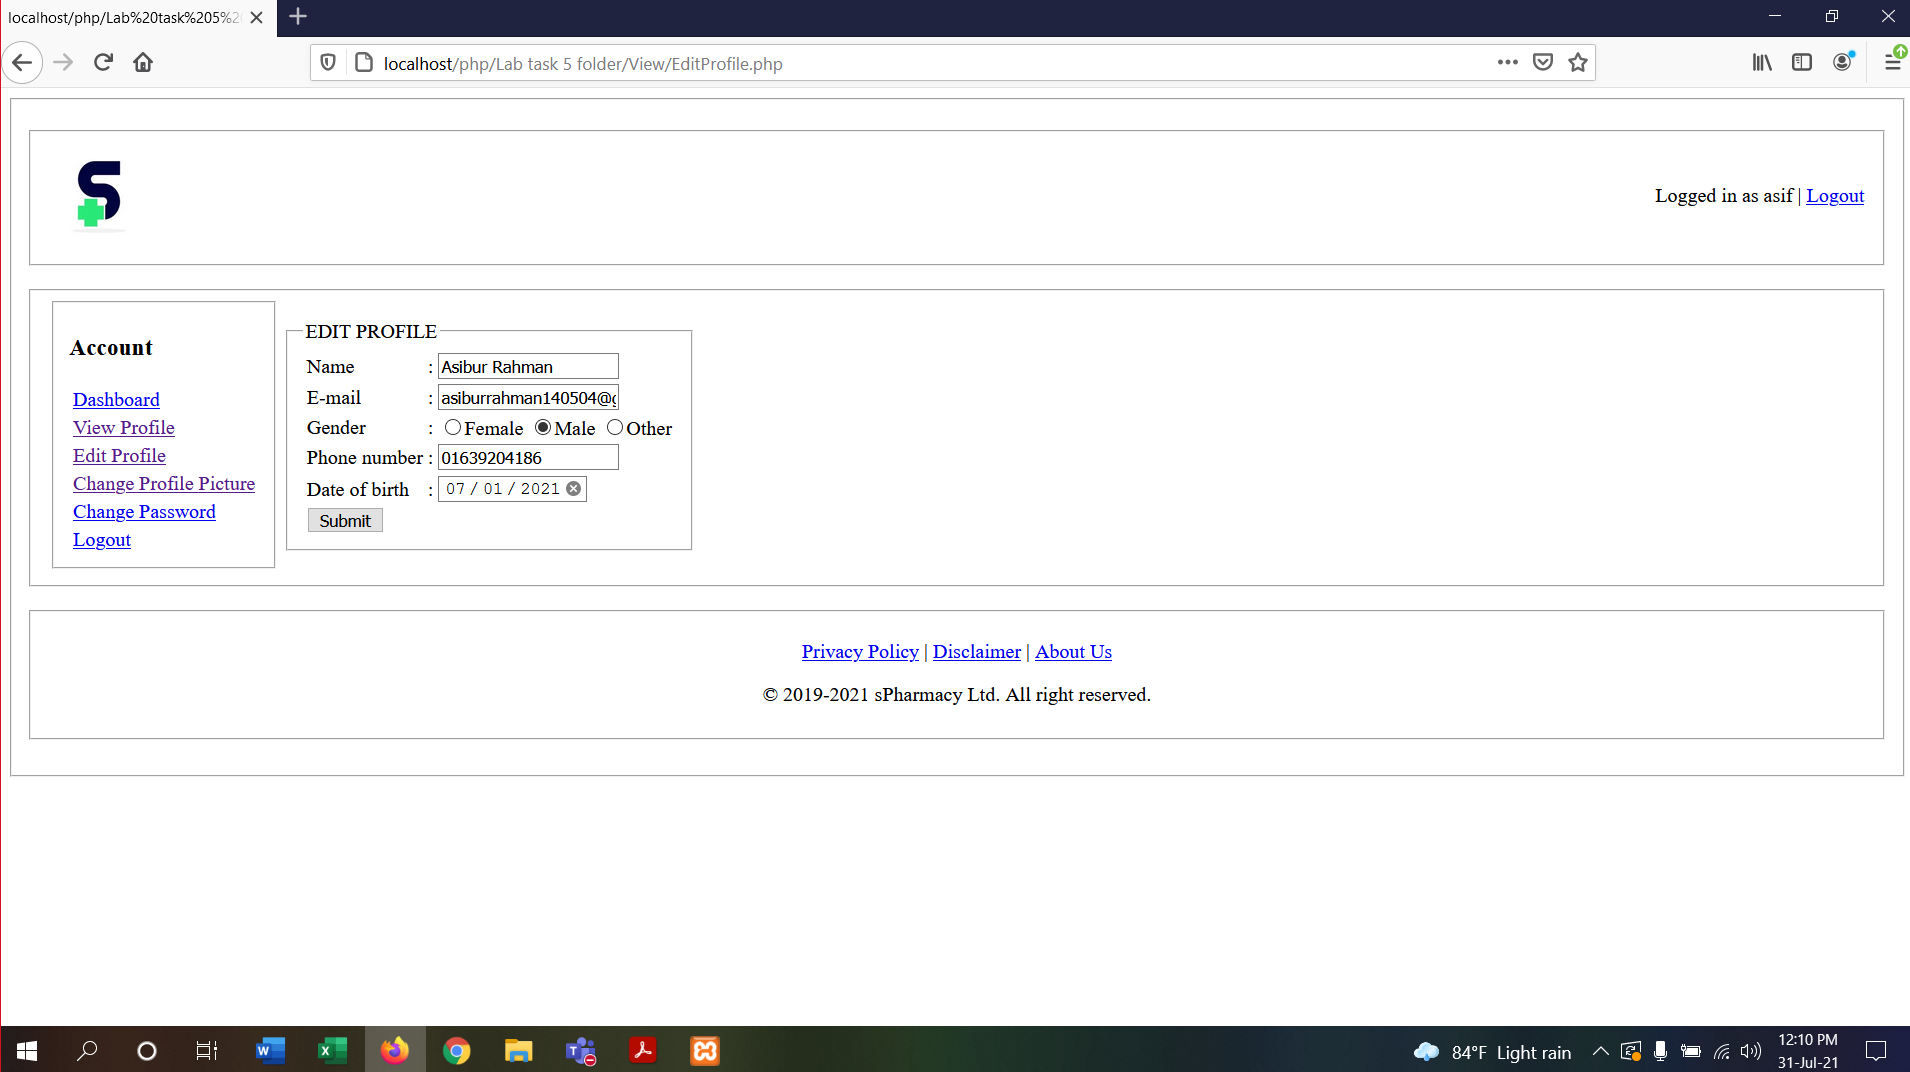 localhost/php/Lab%20task%205%20
localhost/php/Lab task 5 folder/View/EditProfile.php
S
Logged in as asif | Logout
Account
Dashboard
View Profile
Edit Profile
Change Profile Picture
Change Password
Logout
EDIT PROFILE
Name : Asibur Rahman
E-mail : asiburrahman140504@g
Gender : Female Male Other
Phone number : 01639204186
Date of birth : 07 / 01 / 2021
Submit
Privacy Policy | Disclaimer | About Us
© 2019-2021 sPharmacy Ltd. All right reserved.
84°F Light rain
12:10 PM
31-Jul-21